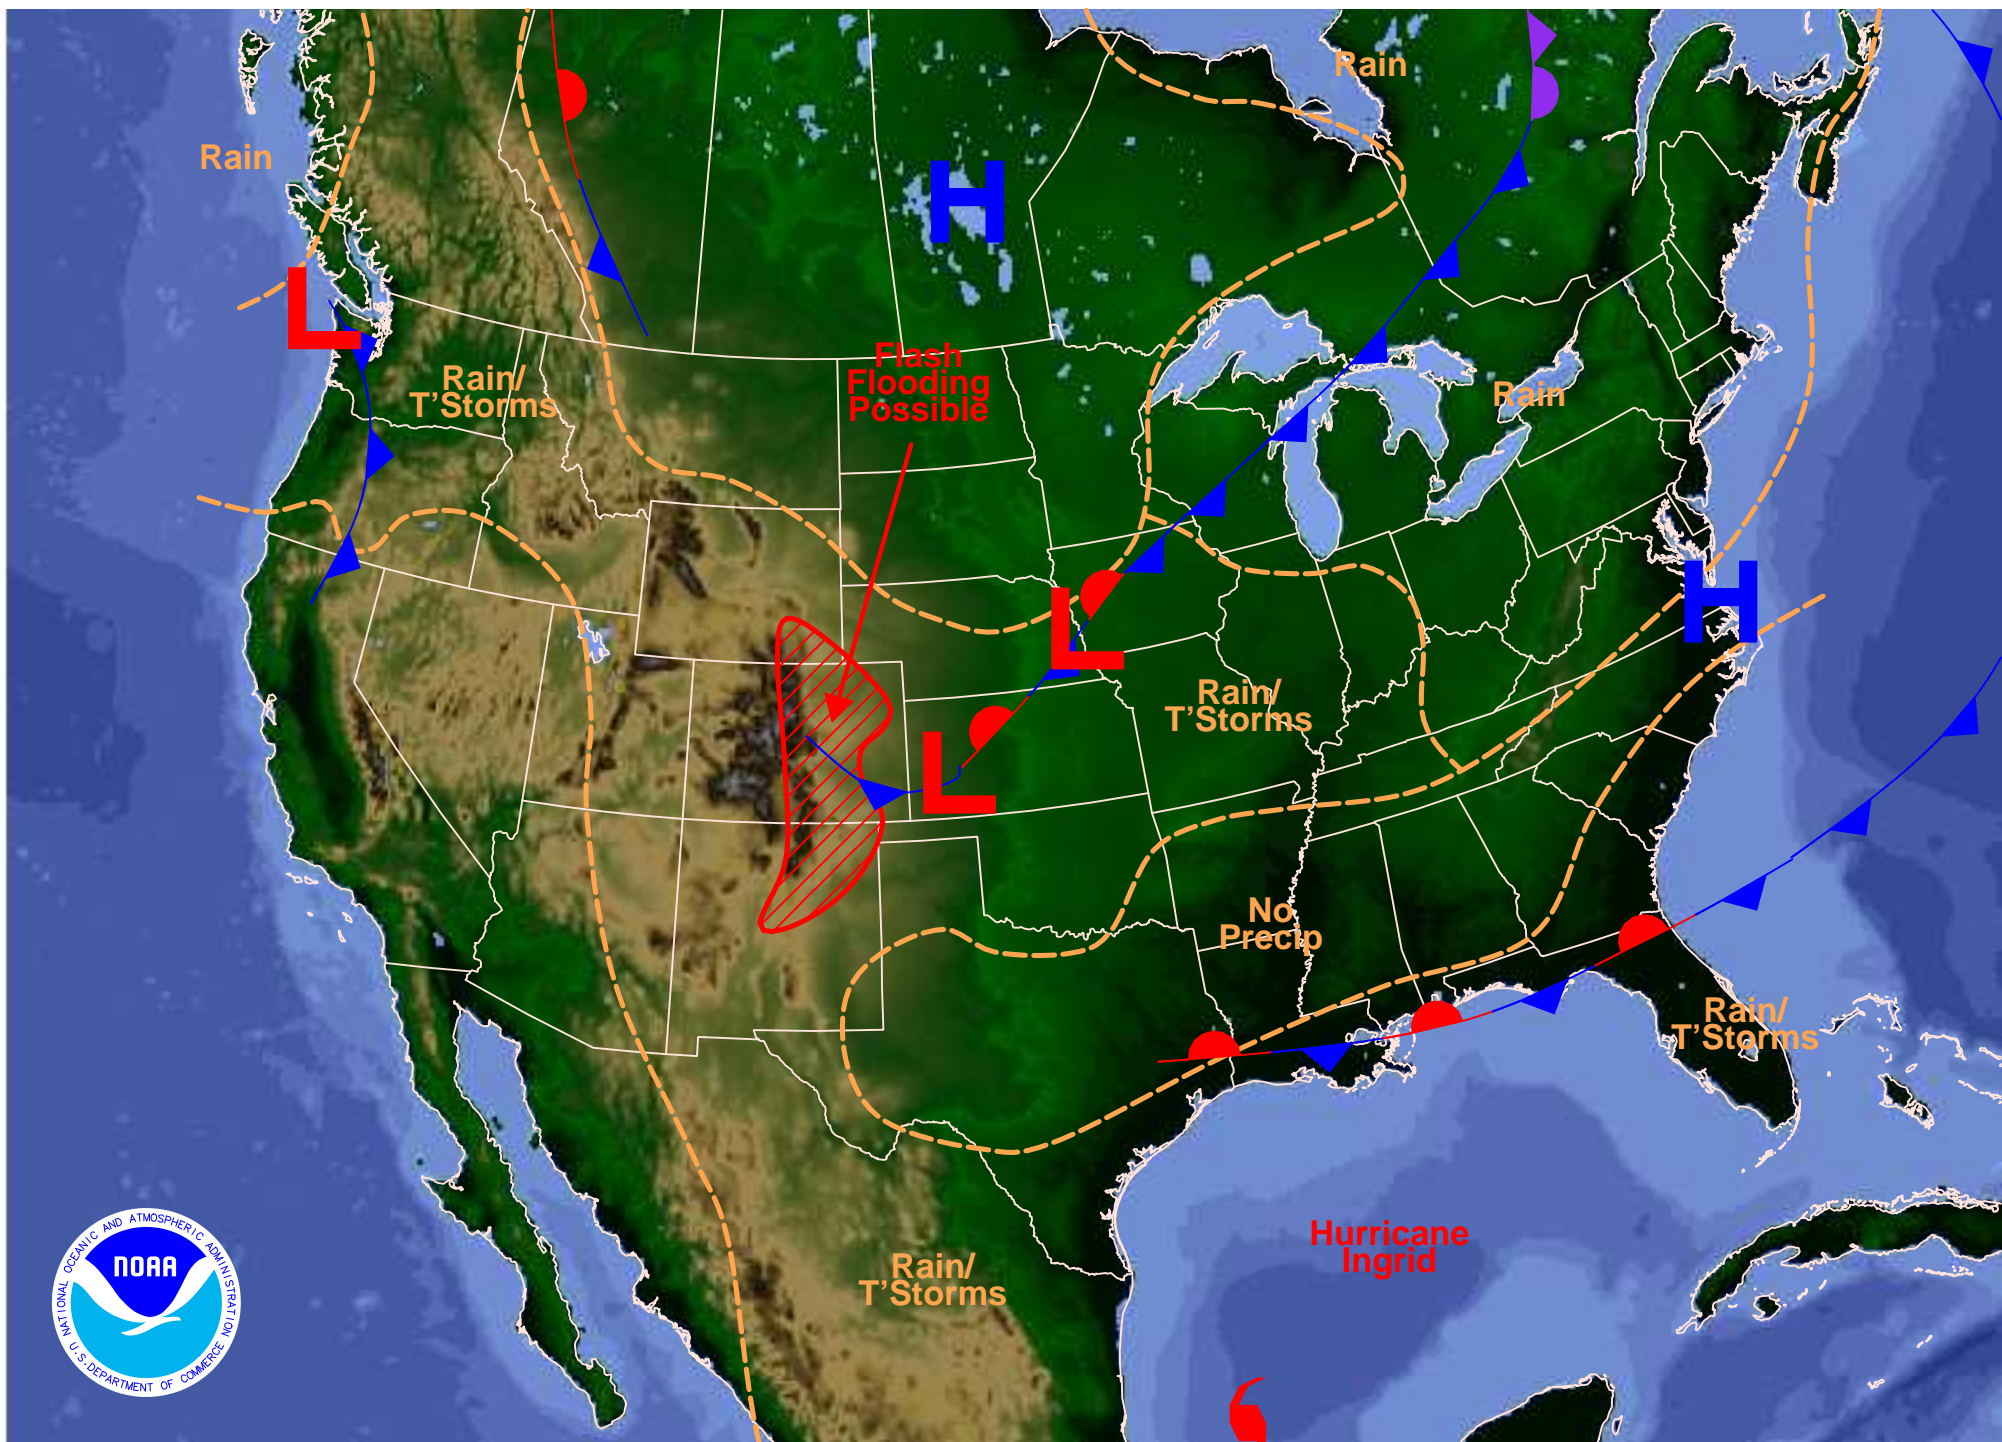 Rain
H
Rain
L
Flash
Flooding
Possible
Rain/
T'Storms
Rain
L
H
Rain/
T'Storms
L
No
Precip
Rain/
T'Storms
Hurricane
Ingrid
Rain/
T'Storms
NATIONAL OCEANIC AND ATMOSPHERIC ADMINISTRATION
NOAA
U.S. DEPARTMENT OF COMMERCE